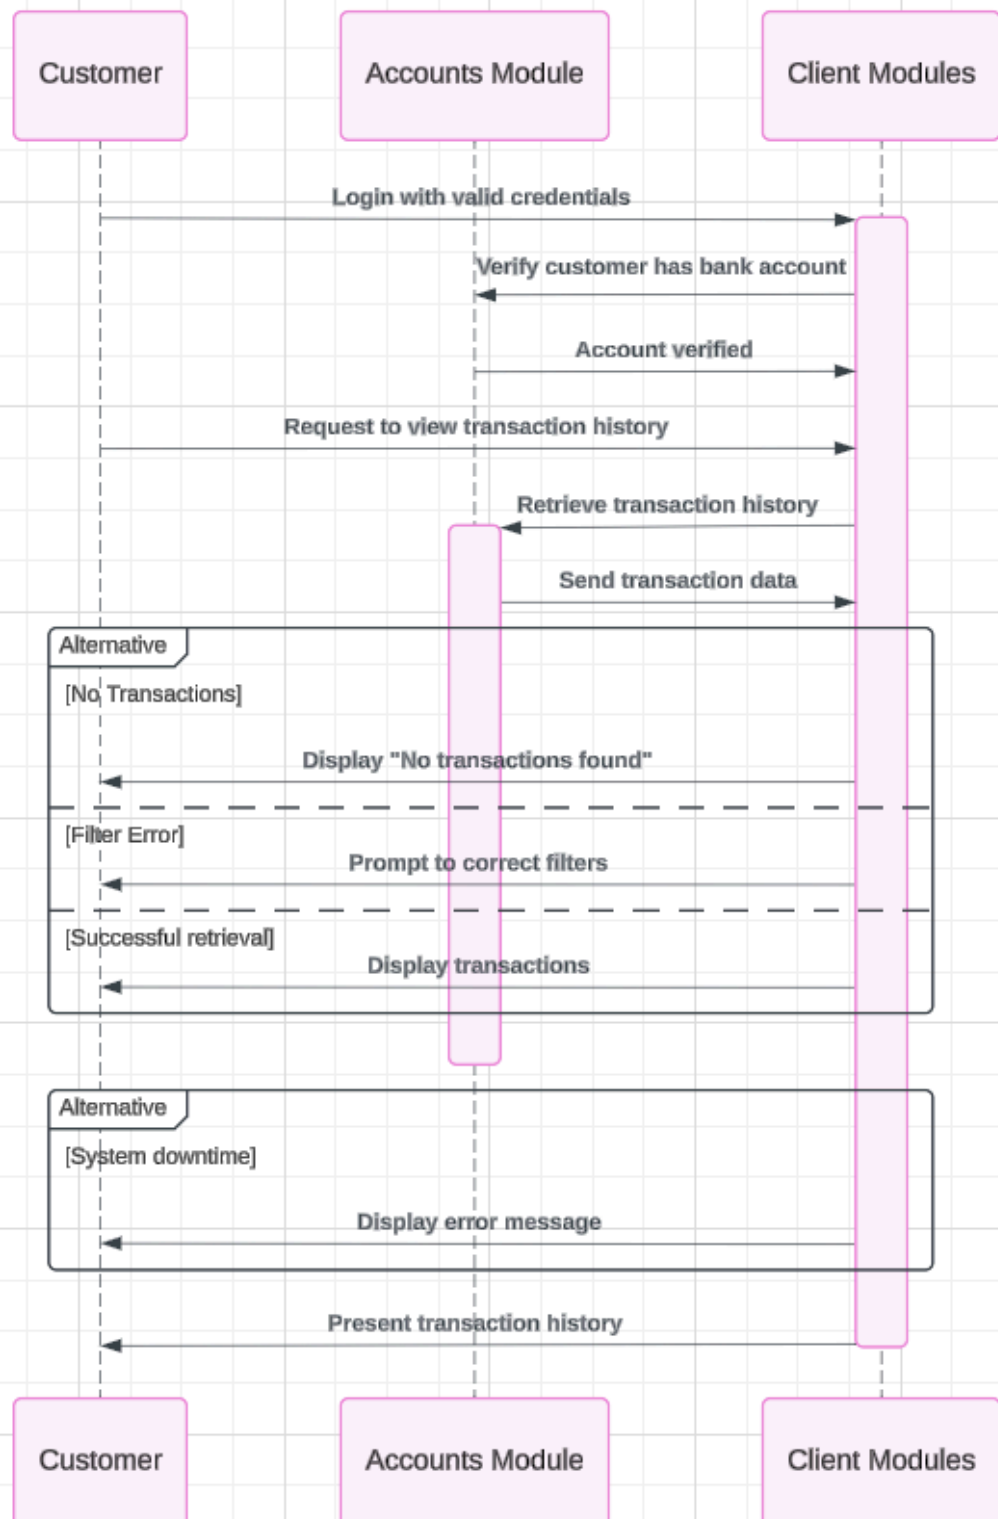 Customer
Accounts Module
Client Modules
Login with valid credentials
Verify customer has bank account
Account verified
Request to view transaction history
Retrieve transaction history
Send transaction data
Alternative
[No Transactions]
Display "No transactions found"
[Filter Error]
Prompt to correct filters
[Successful retrieval]
Display transactions
Alternative
[System downtime]
Display error message
Present transaction history
Customer
Accounts Module
Client Modules